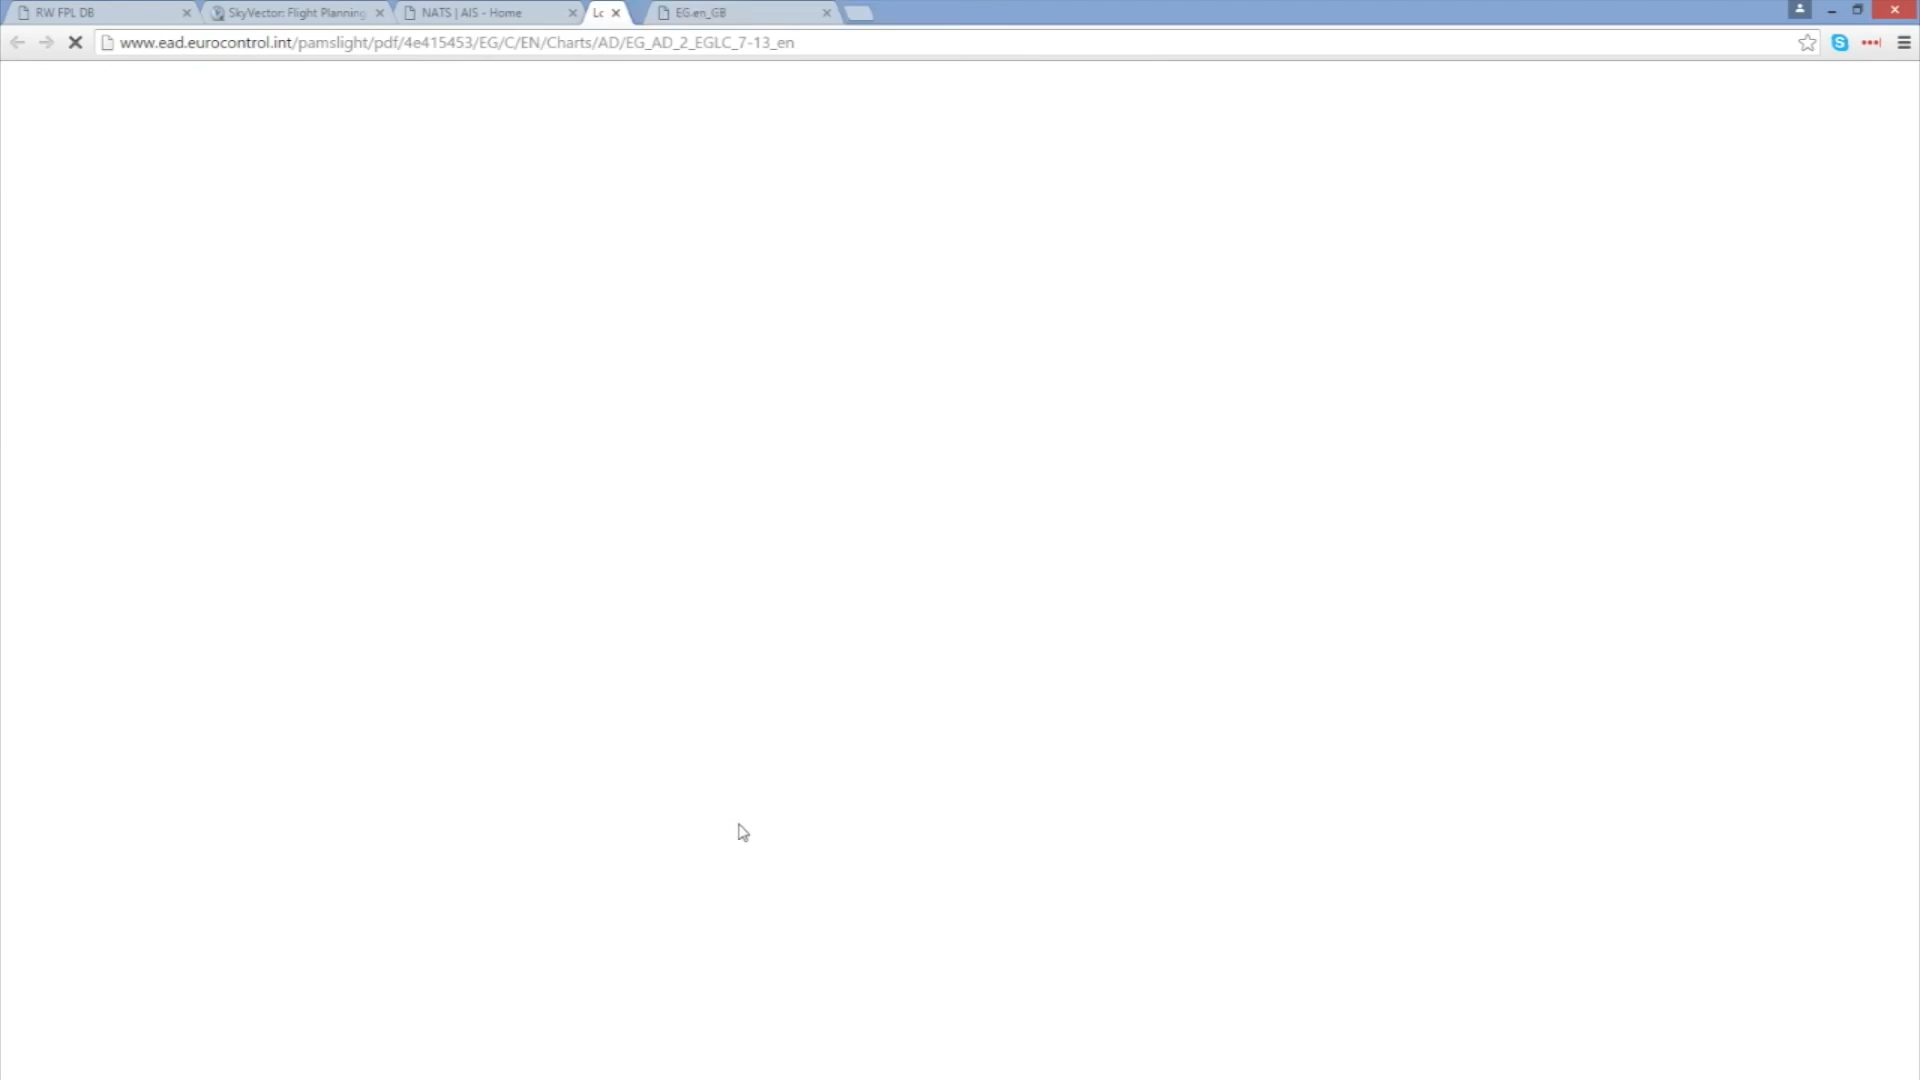 RW FPL DB
SkyVector: Flight Planning
NATS | AIS - Home
Lc
EG.en_GB
www.ead.eurocontrol.int/pamslight/pdf/4e415453/EG/C/EN/Charts/AD/EG_AD_2_EGLC_7-13_en